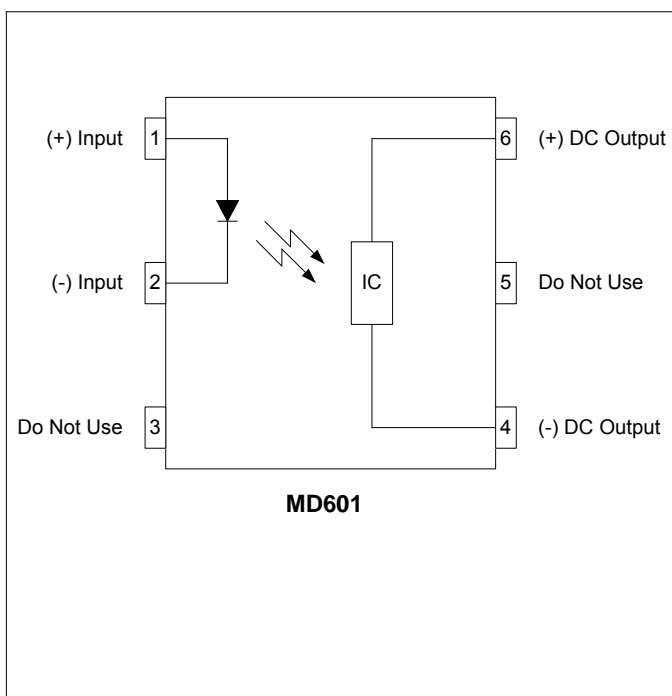 (+) Input 1
6 (+) DC Output
(-) Input 2
IC
5 Do Not Use
Do Not Use 3
4 (-) DC Output
MD601